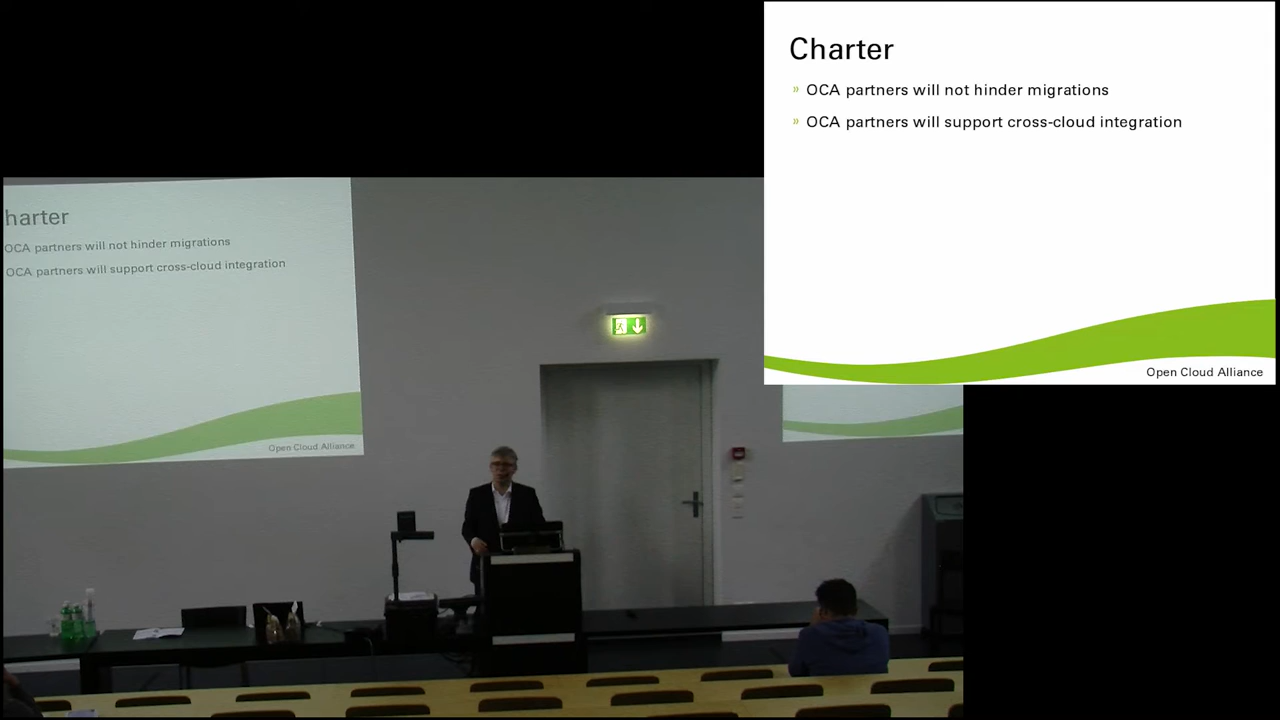 Charter
» OCA partners will not hinder migrations
» OCA partners will support cross-cloud integration
Open Cloud Alliance
harter
OCA partners will not hinder migrations
OCA partners will support cross-cloud integration
Open Cloud Alliance